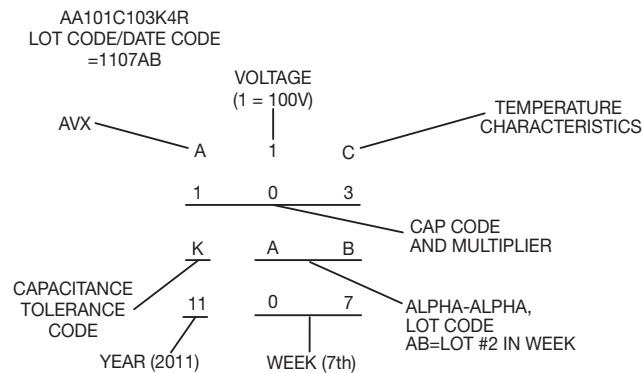 AA101C103K4R
LOT CODE/DATE CODE
=1107AB
VOLTAGE
(1 = 100V)
AVX
TEMPERATURE
CHARACTERISTICS
A 1 C
1 0 3
CAP CODE
AND MULTIPLIER
K A B
CAPACITANCE
TOLERANCE
CODE
11 0 7
ALPHA-ALPHA,
LOT CODE
AB=LOT #2 IN WEEK
YEAR (2011)
WEEK (7th)